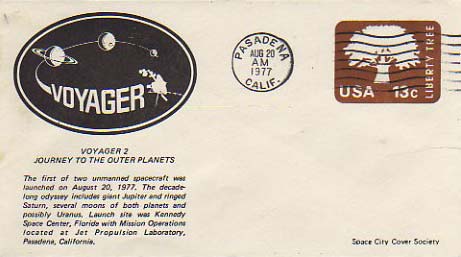 VOYAGER
VOYAGER 2
JOURNEY TO THE OUTER PLANETS
The first of two unmanned spacecraft was
launched on August 20, 1977. The decade-
long odyssey includes giant Jupiter and ringed
Saturn, several moons of both planets and
possibly Uranus. Launch site was Kennedy
Space Center, Florida with Mission Operations
located at Jet Propulsion Laboratory,
Pasadena, California.
PASADENA
AUG 20
AM
1977
CALIF.
USA 13c
LIBERTY TREE
Space City Cover Society